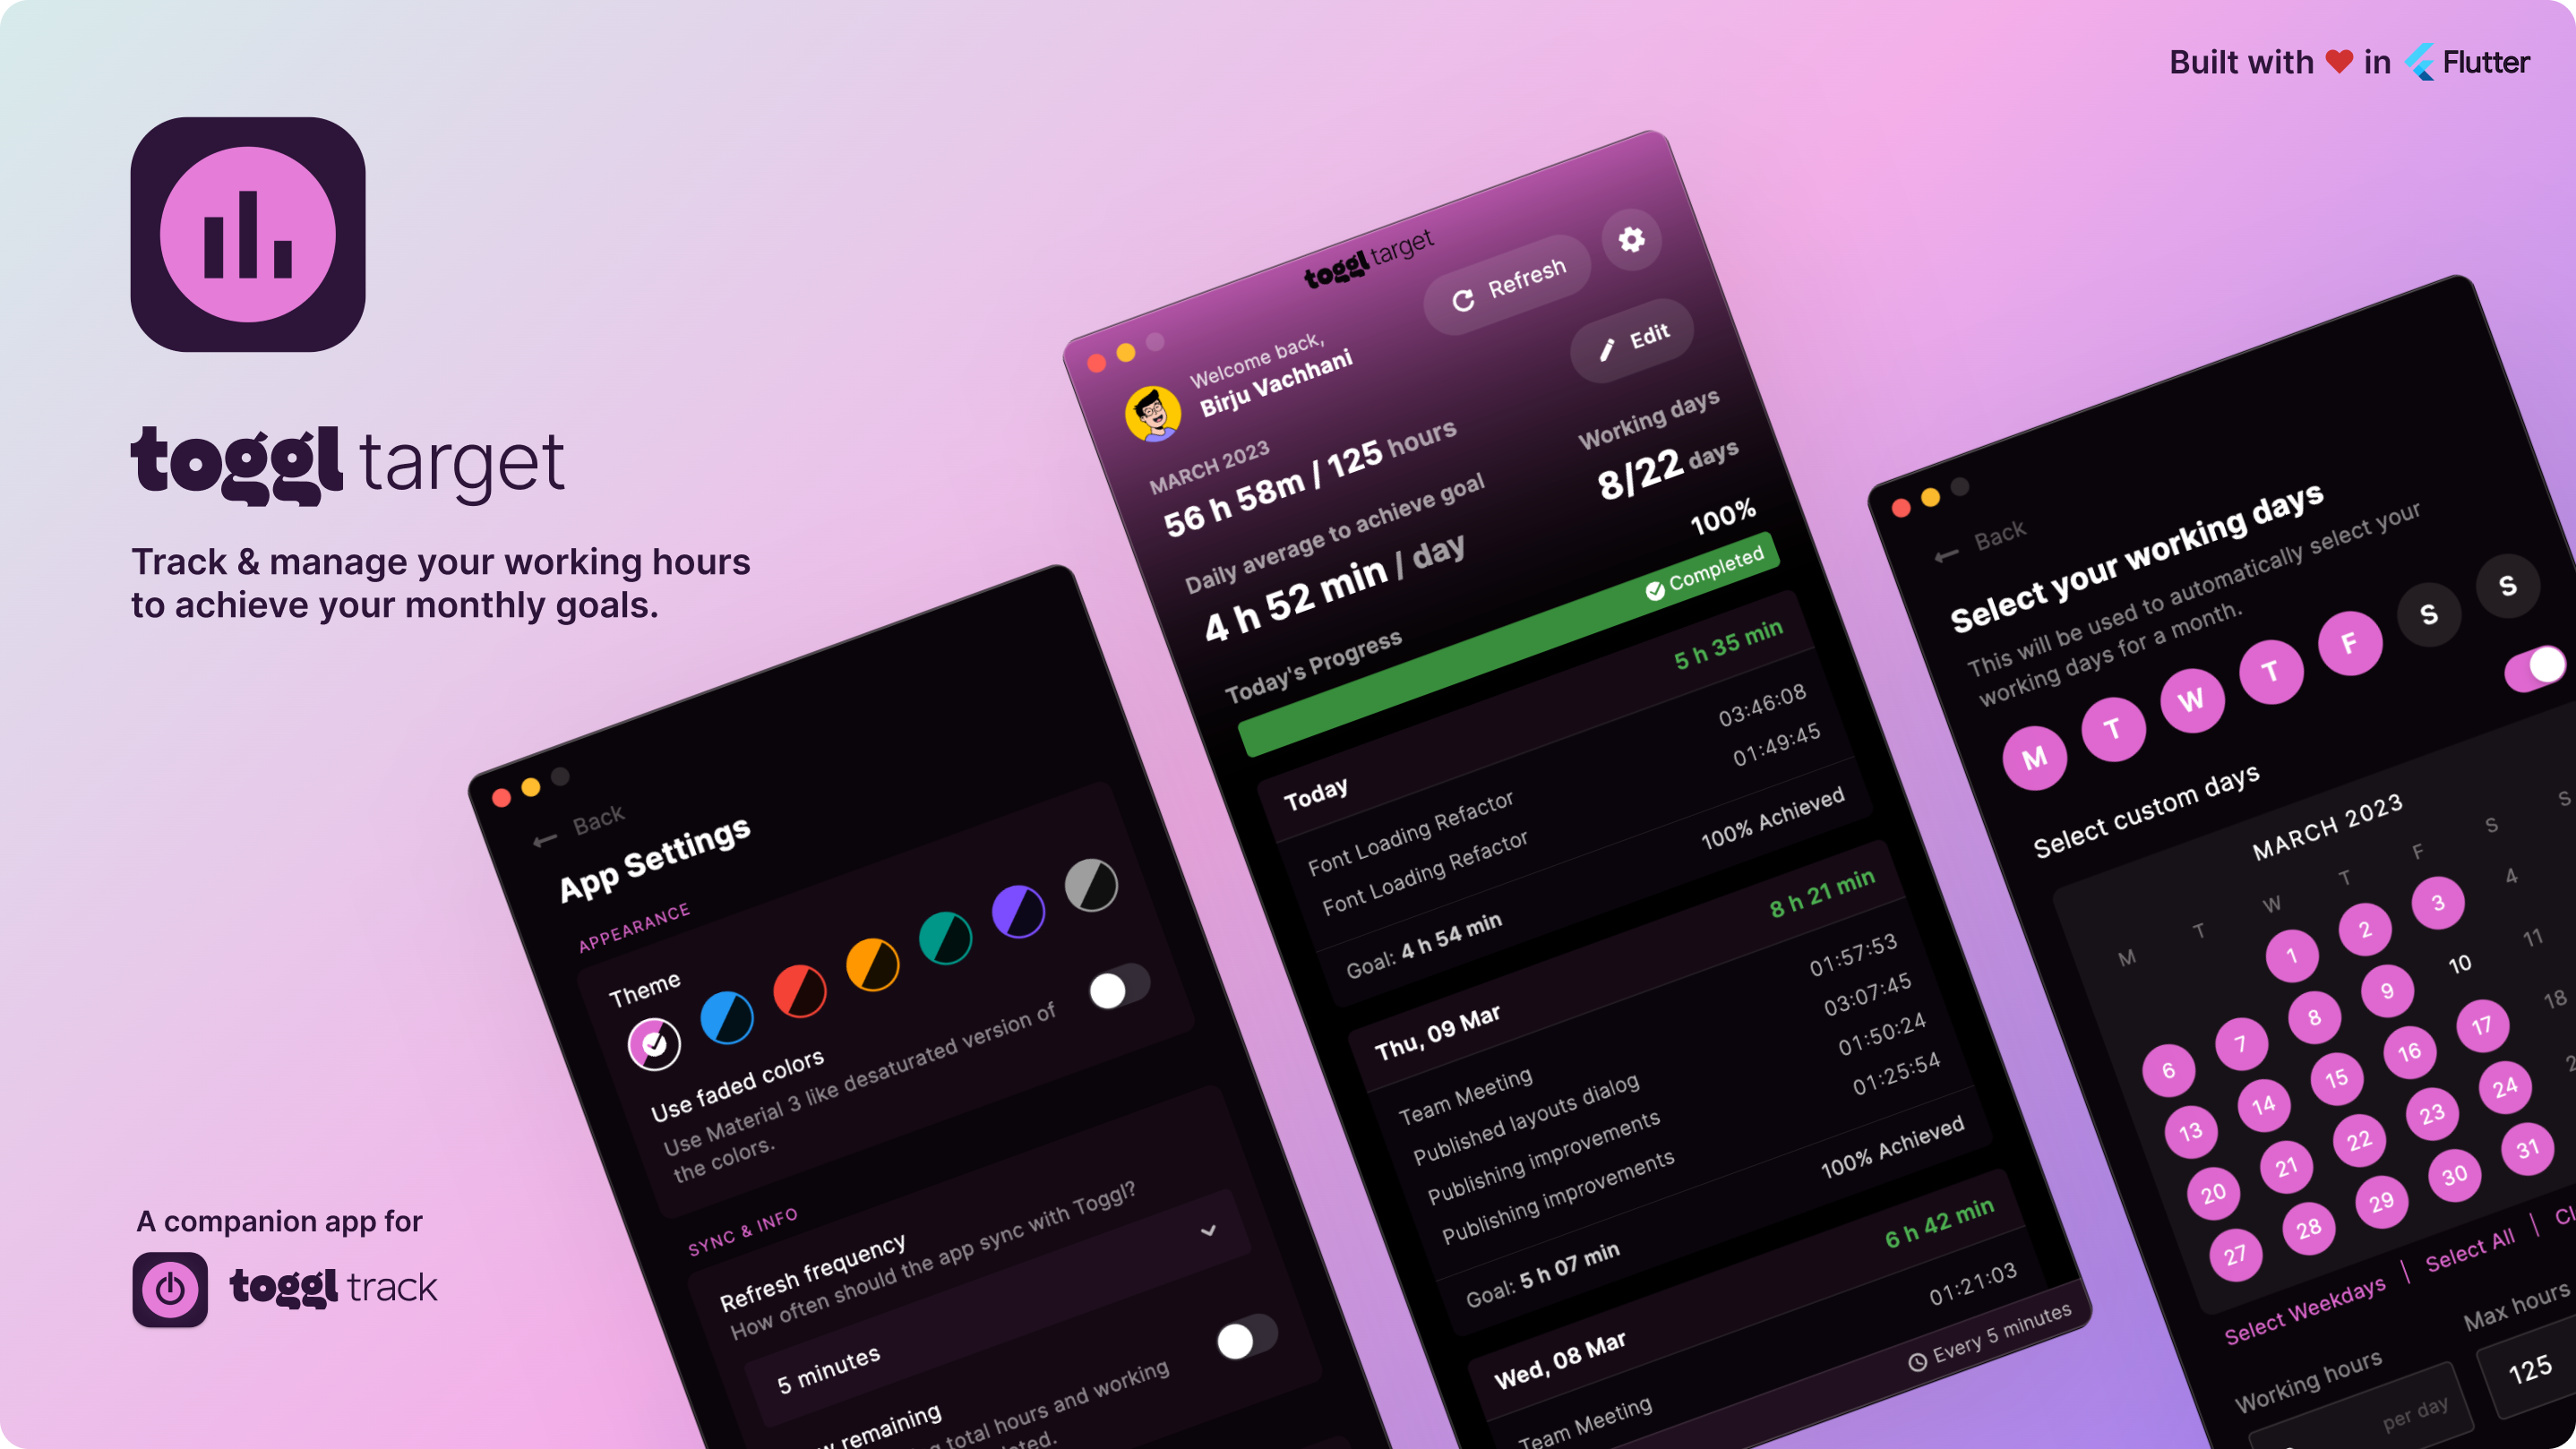 Built with in Flutter
toggl target
Track & manage your working hours
to achieve your monthly goals.
A companion app for
toggl track
Back
App Settings
APPEARANCE
Theme
Use faded colors
Use Material 3 like desaturated version of
the colors.
SYNC & INFO
Refresh frequency
How often should the app sync with Toggl?
5 minutes
remaining
total hours and working
toggl target
Refresh
Welcome back,
Birju Vachhani
Edit
MARCH 2023
56 h 58m / 125 hours
Working days
8/22 days
Daily average to achieve goal
4 h 52 min / day
Today's Progress
100%
Completed
Today
5 h 35 min
Font Loading Refactor
03:46:08
Font Loading Refactor
01:49:45
Goal: 4 h 54 min
100% Achieved
Thu, 09 Mar
8 h 21 min
Team Meeting
01:57:53
Published layouts dialog
03:07:45
Publishing improvements
01:50:24
Publishing improvements
01:25:54
Goal: 5 h 07 min
100% Achieved
Wed, 08 Mar
6 h 42 min
Team Meeting
01:21:03
Every 5 minutes
Back
Select your working days
This will be used to automatically select your
working days for a month.
M T W T F S S
Select custom days
MARCH 2023
M T W T F S S
1 2 3 4
6 7 8 9 10 11
13 14 15 16 17 18
20 21 22 23 24
27 28 29 30 31
Select Weekdays | Select All |
Working hours
per day
Max hours
125